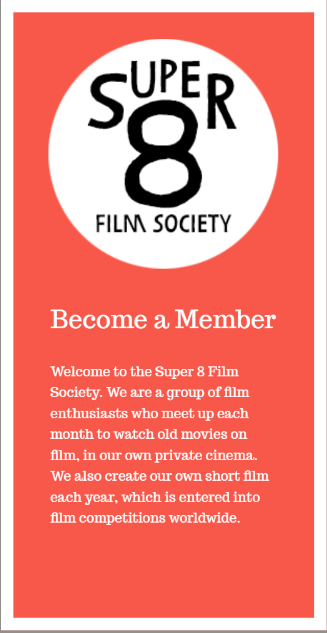 SUPER
8
FILM SOCIETY
Become a Member
Welcome to the Super 8 Film
Society. We are a group of film
enthusiasts who meet up each
month to watch old movies on
film, in our own private cinema.
We also create our own short film
each year, which is entered into
film competitions worldwide.